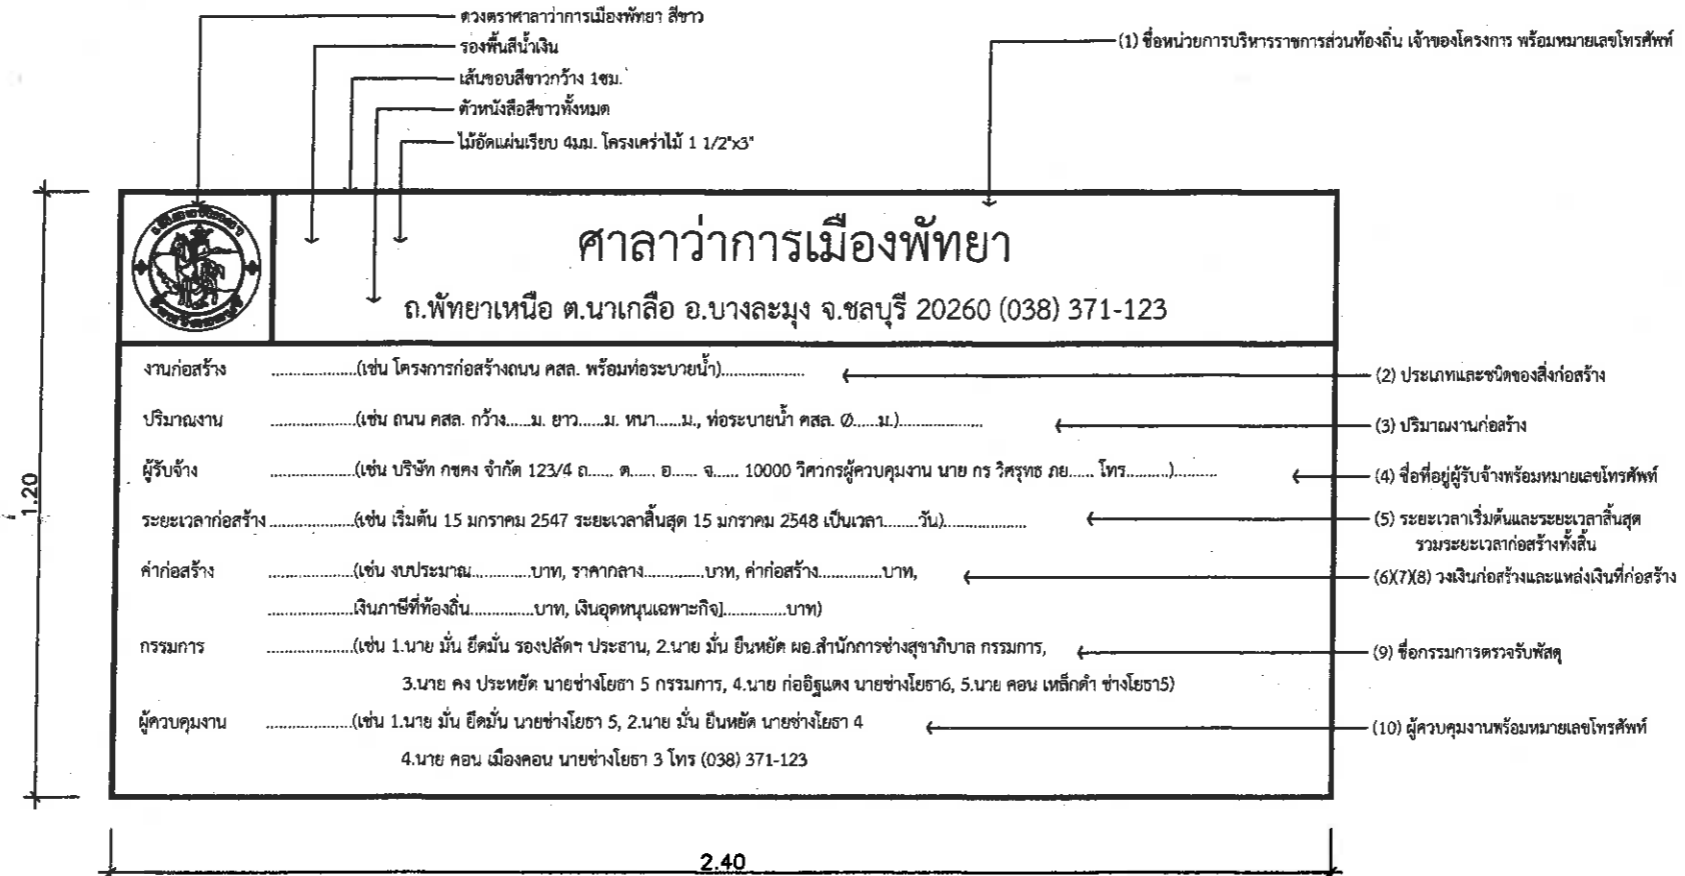 ดวงตราศาลาว่าการเมืองพัทยา สีขาว
รองพื้นสีน้ำเงิน
เส้นขอบสีขาวกว้าง 1ซม.
ตัวหนังสือสีขาวทั้งหมด
ไม้อัดแผ่นเรียบ 4มม. โครงเคร่าไม้ 1 1/2"x3"
(1) ชื่อหน่วยการบริหารราชการส่วนท้องถิ่น เจ้าของโครงการ พร้อมหมายเลขโทรศัพท์
ศาลาว่าการเมืองพัทยา
ถ.พัทยาเหนือ ต.นาเกลือ อ.บางละมุง จ.ชลบุรี 20260 (038) 371-123
งานก่อสร้าง ...................(เช่น โครงการก่อสร้างถนน คสล. พร้อมท่อระบายน้ำ)...................
(2) ประเภทและชนิดของสิ่งก่อสร้าง
ปริมาณงาน ...................(เช่น ถนน คสล. กว้าง......ม. ยาว......ม. หนา......ม., ท่อระบายน้ำ คสล. Ø......ม.)...................
(3) ปริมาณงานก่อสร้าง
ผู้รับจ้าง ...................(เช่น บริษัท กขคง จำกัด 123/4 ถ...... ต...... อ...... จ...... 10000 วิศวกรผู้ควบคุมงาน นาย กร วิศรุทธ ภย...... โทร..........)..........
(4) ชื่อที่อยู่ผู้รับจ้างพร้อมหมายเลขโทรศัพท์
ระยะเวลาก่อสร้าง ...................(เช่น เริ่มต้น 15 มกราคม 2547 ระยะเวลาสิ้นสุด 15 มกราคม 2548 เป็นเวลา........วัน)...................
(5) ระยะเวลาเริ่มต้นและระยะเวลาสิ้นสุด
รวมระยะเวลาก่อสร้างทั้งสิ้น
ค่าก่อสร้าง ...................(เช่น งบประมาณ..............บาท, ราคากลาง..............บาท, ค่าก่อสร้าง..............บาท,
(6)(7)(8) วงเงินก่อสร้างและแหล่งเงินที่ก่อสร้าง
...................เงินภาษีที่ท้องถิ่น..............บาท, เงินอุดหนุนเฉพาะกิจ]..............บาท)
กรรมการ ...................(เช่น 1.นาย มั่น ยึดมั่น รองปลัดฯ ประธาน, 2.นาย มั่น ยืนหยัด ผอ.สำนักการช่างสุขาภิบาล กรรมการ,
(9) ชื่อกรรมการตรวจรับพัสดุ
3.นาย คง ประหยัด นายช่างโยธา 5 กรรมการ, 4.นาย ก่ออิฐแดง นายช่างโยธา6, 5.นาย คอน เหล็กดำ ช่างโยธา5)
ผู้ควบคุมงาน ...................(เช่น 1.นาย มั่น ยึดมั่น นายช่างโยธา 5, 2.นาย มั่น ยืนหยัด นายช่างโยธา 4
(10) ผู้ควบคุมงานพร้อมหมายเลขโทรศัพท์
4.นาย คอน เมืองคอน นายช่างโยธา 3 โทร (038) 371-123
1.20
2.40